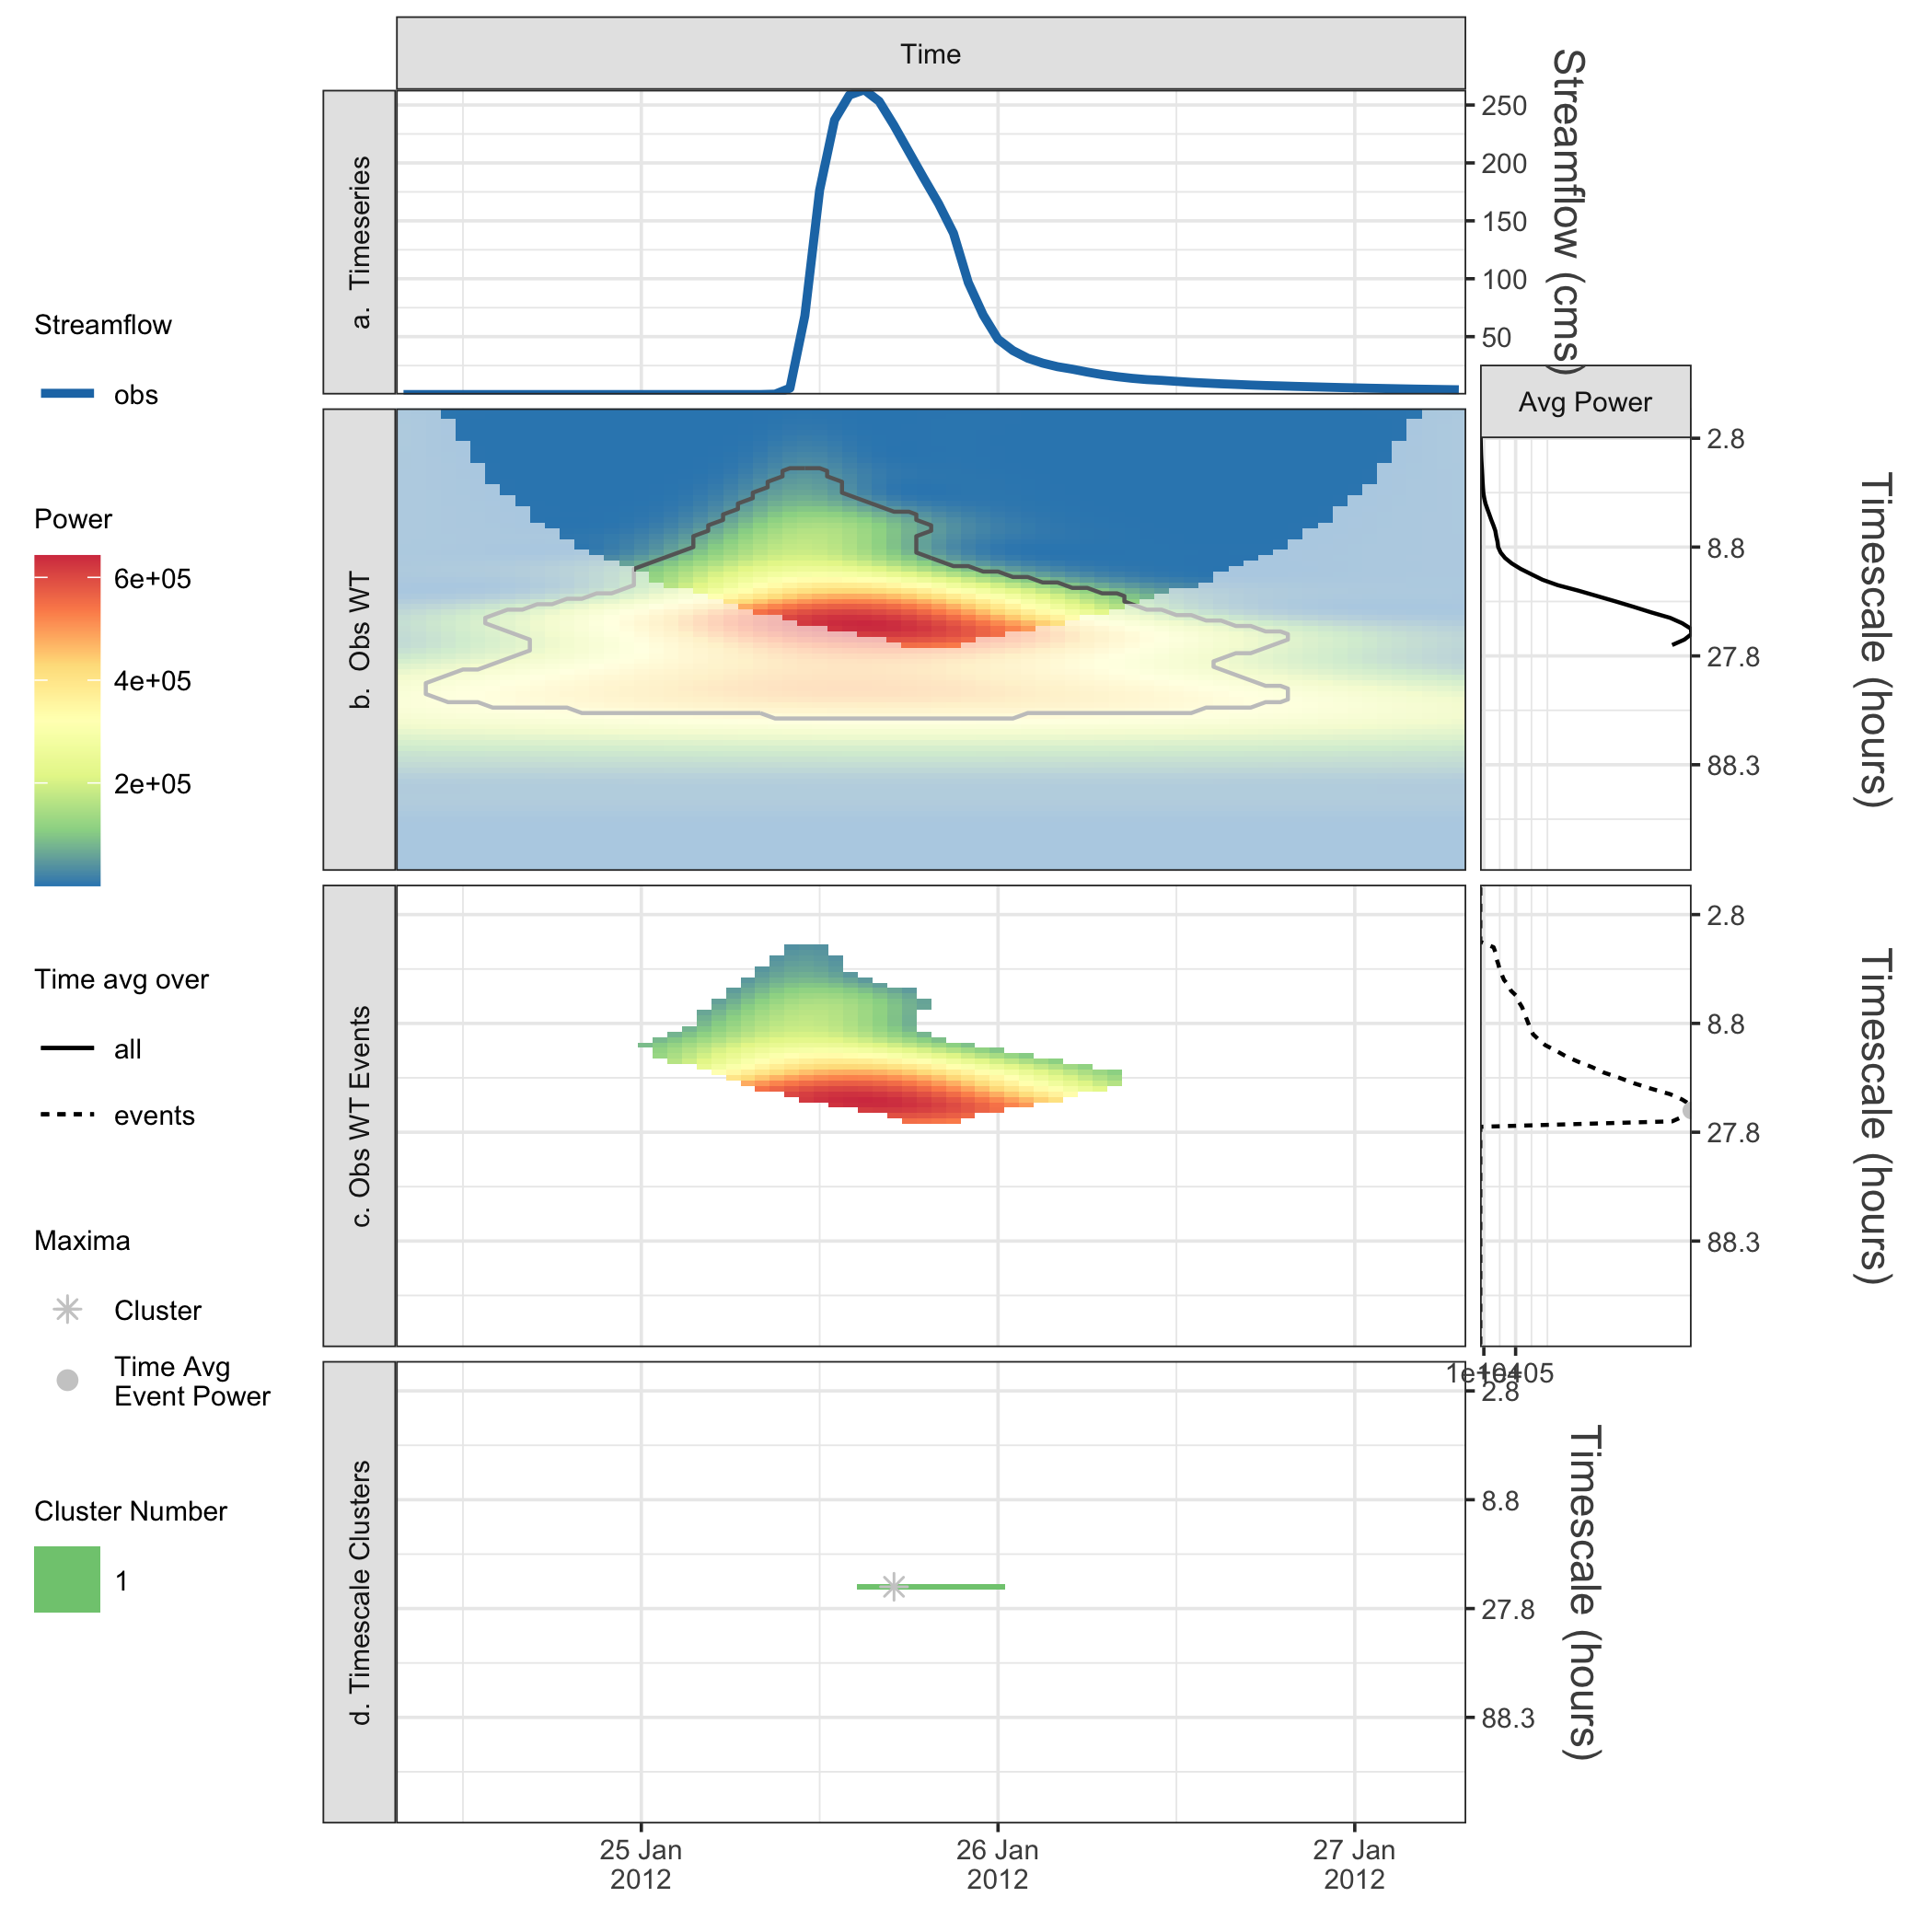 Time
Streamflow (cms)
a. Timeseries
250
200
150
100
50
Streamflow
obs
Avg Power
b. Obs WT
2.8
8.8
27.8
88.3
Timescale (hours)
Power
6e+05
4e+05
2e+05
c. Obs WT Events
2.8
8.8
27.8
88.3
Timescale (hours)
Time avg over
all
events
Maxima
Cluster
Time Avg
Event Power
d. Timescale Clusters
2.8
8.8
27.8
88.3
Timescale (hours)
Cluster Number
1
25 Jan
2012
26 Jan
2012
27 Jan
2012